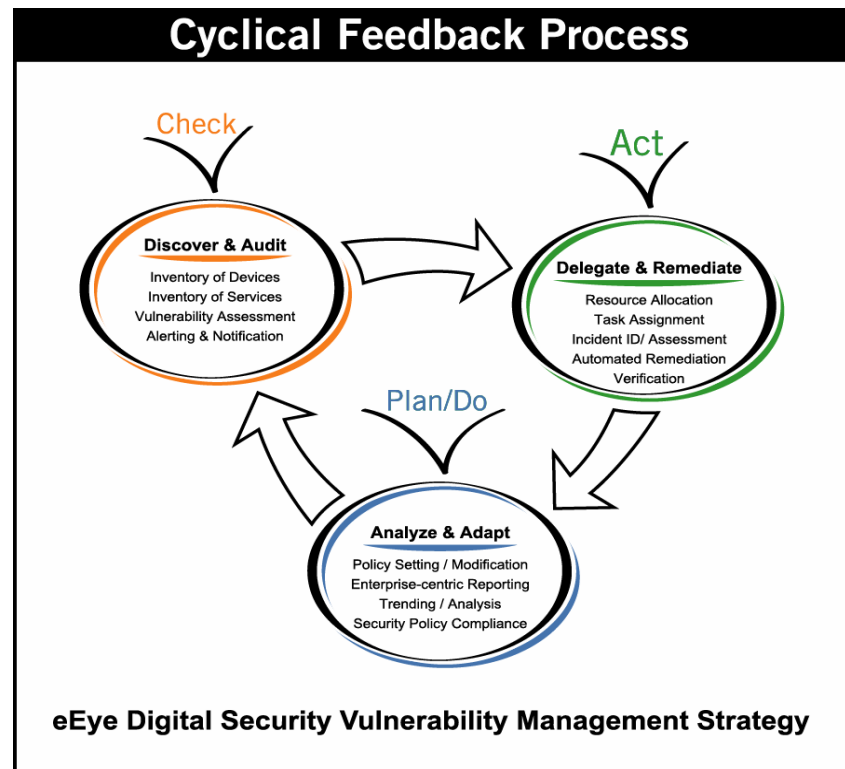 Cyclical Feedback Process
Check
Discover & Audit
Inventory of Devices
Inventory of Services
Vulnerability Assessment
Alerting & Notification
Act
Delegate & Remediate
Resource Allocation
Task Assignment
Incident ID/ Assessment
Automated Remediation
Verification
Plan/Do
Analyze & Adapt
Policy Setting / Modification
Enterprise-centric Reporting
Trending / Analysis
Security Policy Compliance
eEye Digital Security Vulnerability Management Strategy